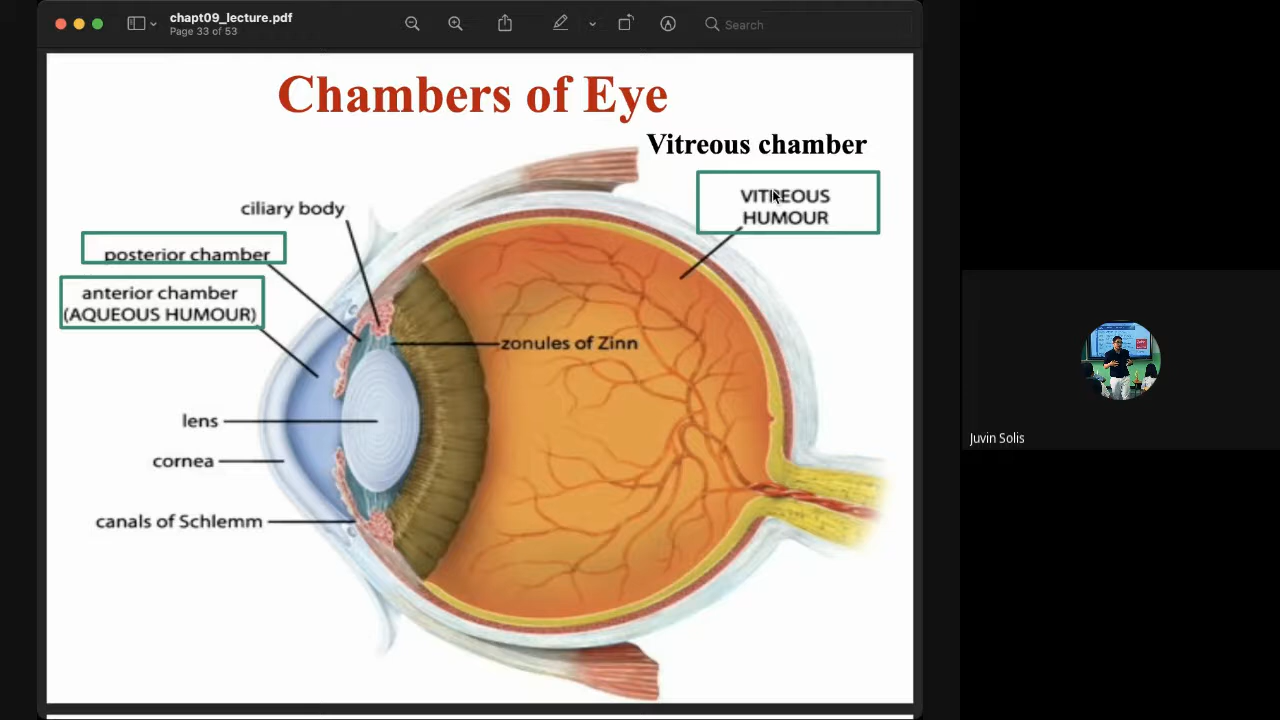 chapt09_lecture.pdf
Page 33 of 53
Search
Chambers of Eye
Vitreous chamber
VITREOUS
HUMOUR
ciliary body
posterior chamber
anterior chamber
(AQUEOUS HUMOUR)
zonules of Zinn
lens
cornea
canals of Schlemm
Juvin Solis